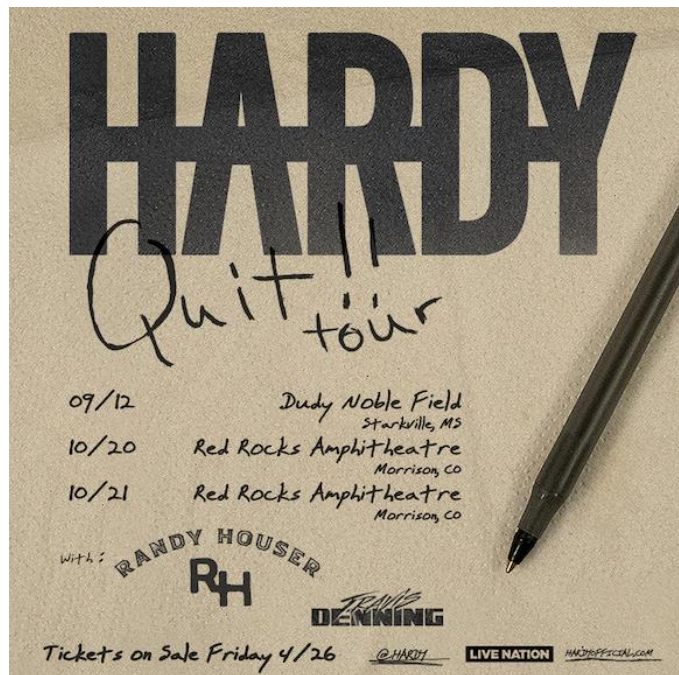 HARDY
Quit!!
tour
09/12 Dudy Noble Field
Starkville, MS
10/20 Red Rocks Amphitheatre
Morrison, CO
10/21 Red Rocks Amphitheatre
Morrison, CO
With: RANDY HOUSER
RH
TRAVIS
DENNING
Tickets on Sale Friday 4/26 @HARDY LIVE NATION HARDYOFFICIAL.COM